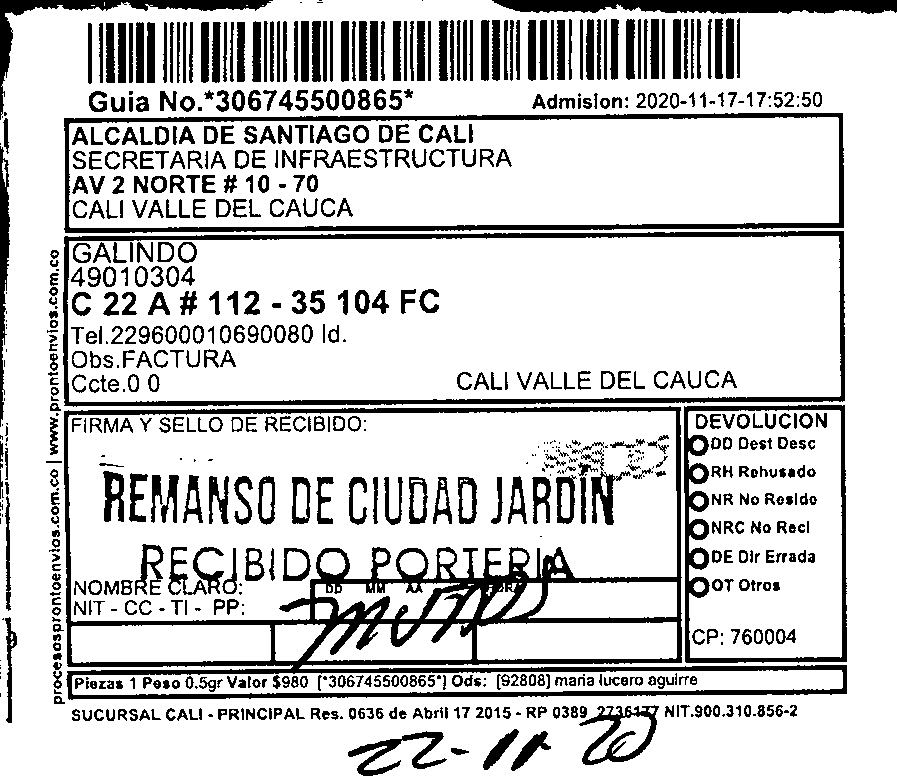 Guia No.*306745500865*
Admision: 2020-11-17-17:52:50
ALCALDIA DE SANTIAGO DE CALI
SECRETARIA DE INFRAESTRUCTURA
AV 2 NORTE # 10 - 70
CALI VALLE DEL CAUCA
GALINDO
49010304
C 22 A # 112 - 35 104 FC
Tel.229600010690080 Id.
Obs.FACTURA
Ccte.0 0
CALI VALLE DEL CAUCA
procesosprontoenvios.com.co | www.prontoenvios.com.co
FIRMA Y SELLO DE RECIBIDO:
REMANSO DE CIUDAD JARDIN
RECIBIDO PORTERIA
NOMBRE CLARO:
DD MM AA HORA
NIT - CC - TI - PP:
DEVOLUCION
DD Dest Desc
RH Rehusado
NR No Resido
NRC No Recl
DE Dir Errada
OT Otros
CP: 760004
Piezas 1 Peso 0.5gr Valor $980 [*306745500865*] Ods: [92808] maria lucero aguirre
SUCURSAL CALI - PRINCIPAL Res. 0636 de Abril 17 2015 - RP 0389 2736177 NIT.900.310.856-2
22-11-20